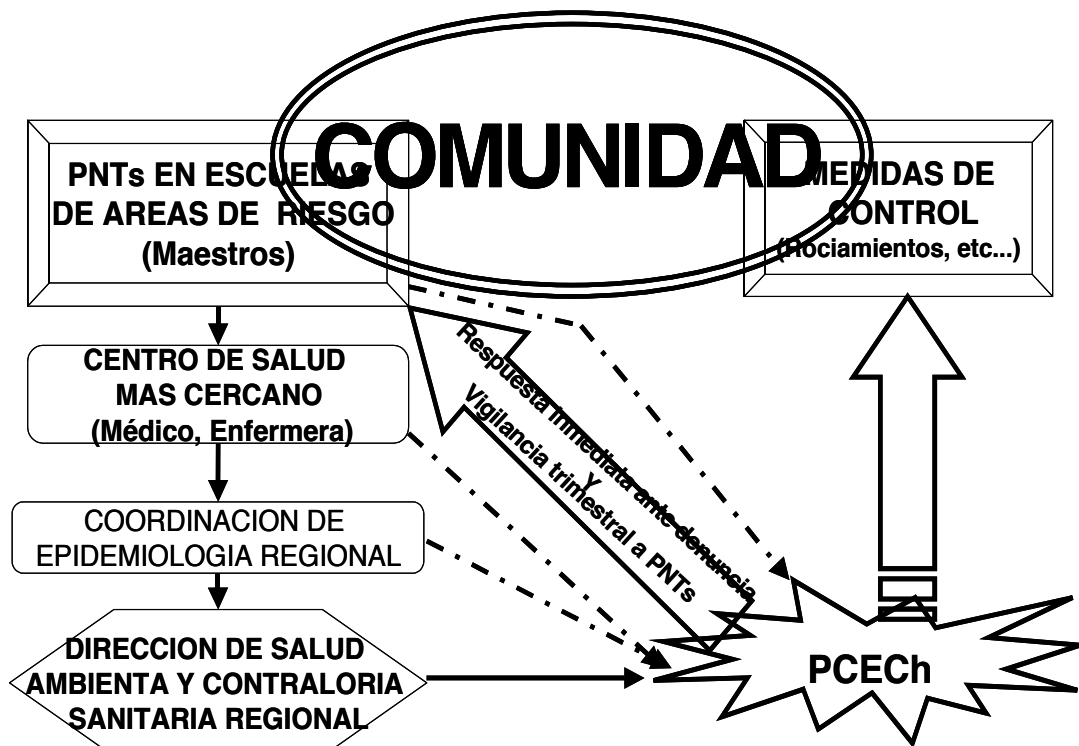 COMUNIDAD
PNTs EN ESCUELAS
DE AREAS DE RIESGO
(Maestros)
MEDIDAS DE
CONTROL
(Rociamientos, etc...)
CENTRO DE SALUD
MAS CERCANO
(Médico, Enfermera)
Respuesta inmediata ante denuncia
Y
Vigilancia trimestral a PNTs
COORDINACION DE
EPIDEMIOLOGIA REGIONAL
DIRECCION DE SALUD
AMBIENTA Y CONTRALORIA
SANITARIA REGIONAL
PCECh